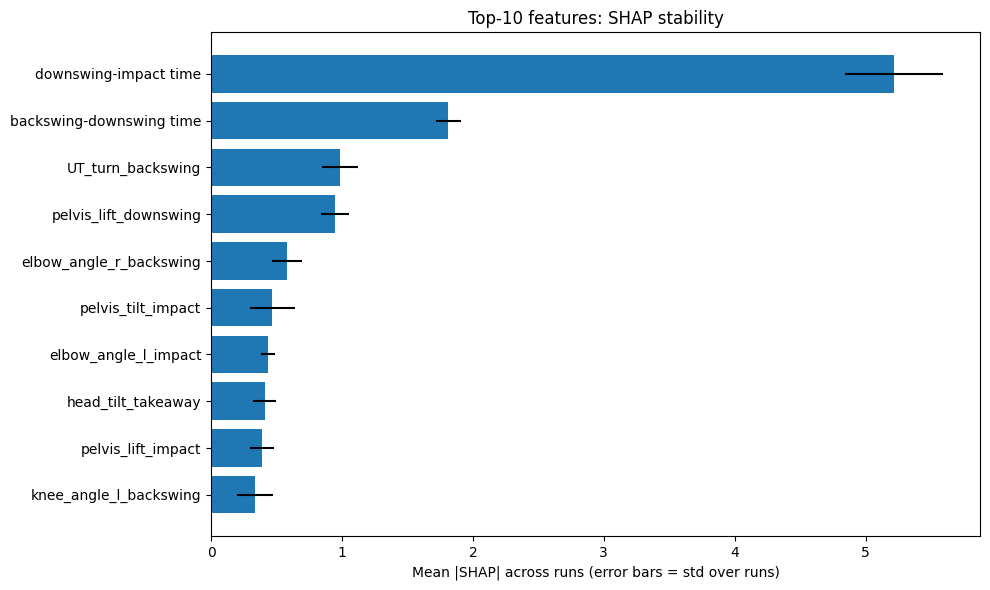 Top-10 features: SHAP stability
downswing-impact time
backswing-downswing time
UT_turn_backswing
pelvis_lift_downswing
elbow_angle_r_backswing
pelvis_tilt_impact
elbow_angle_l_impact
head_tilt_takeaway
pelvis_lift_impact
knee_angle_l_backswing
0 1 2 3 4 5
Mean |SHAP| across runs (error bars = std over runs)